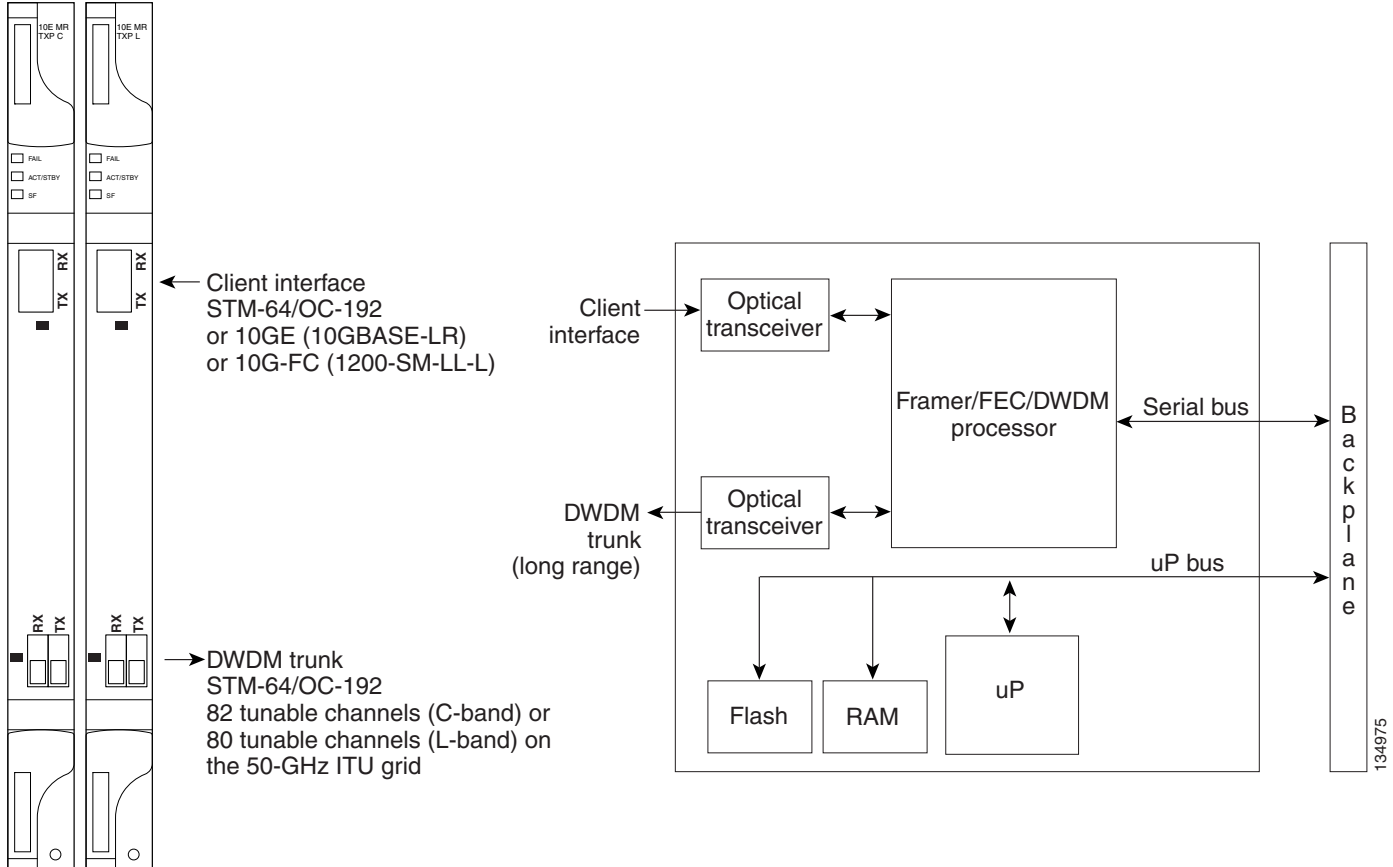 10E MR
TXP C
10E MR
TXP L
FAIL
ACT/STBY
SF
FAIL
ACT/STBY
SF
RX
TX
RX
TX
Client interface
STM-64/OC-192
or 10GE (10GBASE-LR)
or 10G-FC (1200-SM-LL-L)
RX
TX
RX
TX
DWDM trunk
STM-64/OC-192
82 tunable channels (C-band) or
80 tunable channels (L-band) on
the 50-GHz ITU grid
Client
interface
Optical
transceiver
Framer/FEC/DWDM
processor
Serial bus
DWDM
trunk
(long range)
Optical
transceiver
uP bus
Flash
RAM
uP
Backplane
134975